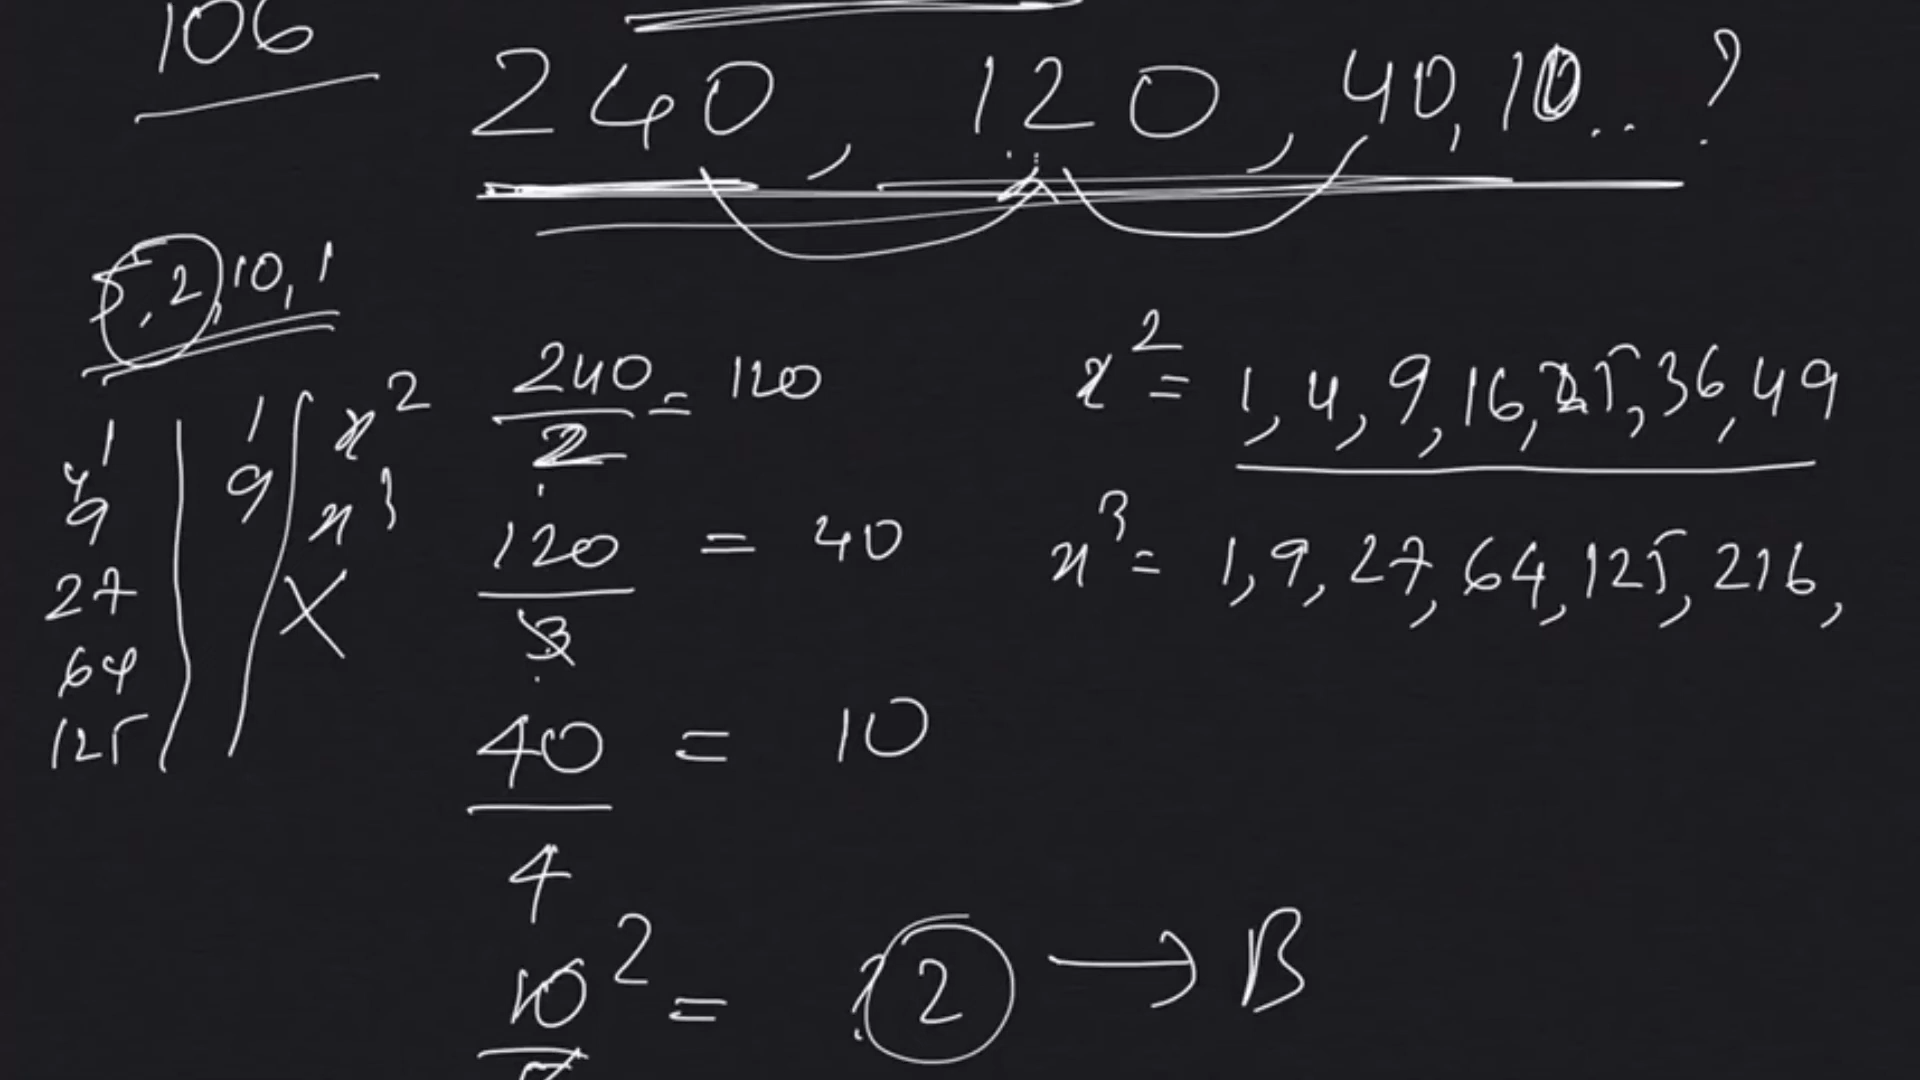 106
240, 120, 40, 10.. ?
5, 2, 10, 1
x² = 1, 4, 9, 16, 25, 36, 49
x³ = 1, 9, 27, 64, 125, 216,
1
4
9
27
64
125
1
9
x²
x³
X
240/2 = 120
120/3 = 40
40/4 = 10
10² = 2 → B